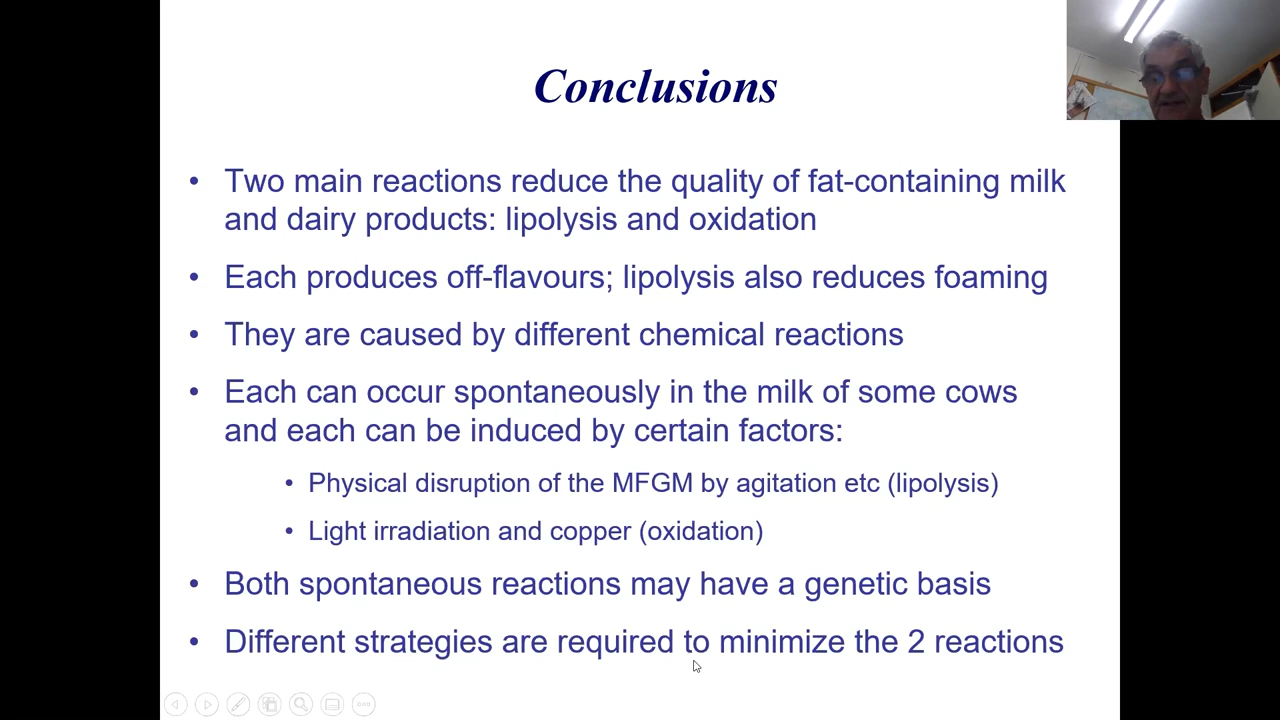 Conclusions
• Two main reactions reduce the quality of fat-containing milk
and dairy products: lipolysis and oxidation
• Each produces off-flavours; lipolysis also reduces foaming
• They are caused by different chemical reactions
• Each can occur spontaneously in the milk of some cows
and each can be induced by certain factors:
• Physical disruption of the MFGM by agitation etc (lipolysis)
• Light irradiation and copper (oxidation)
• Both spontaneous reactions may have a genetic basis
• Different strategies are required to minimize the 2 reactions